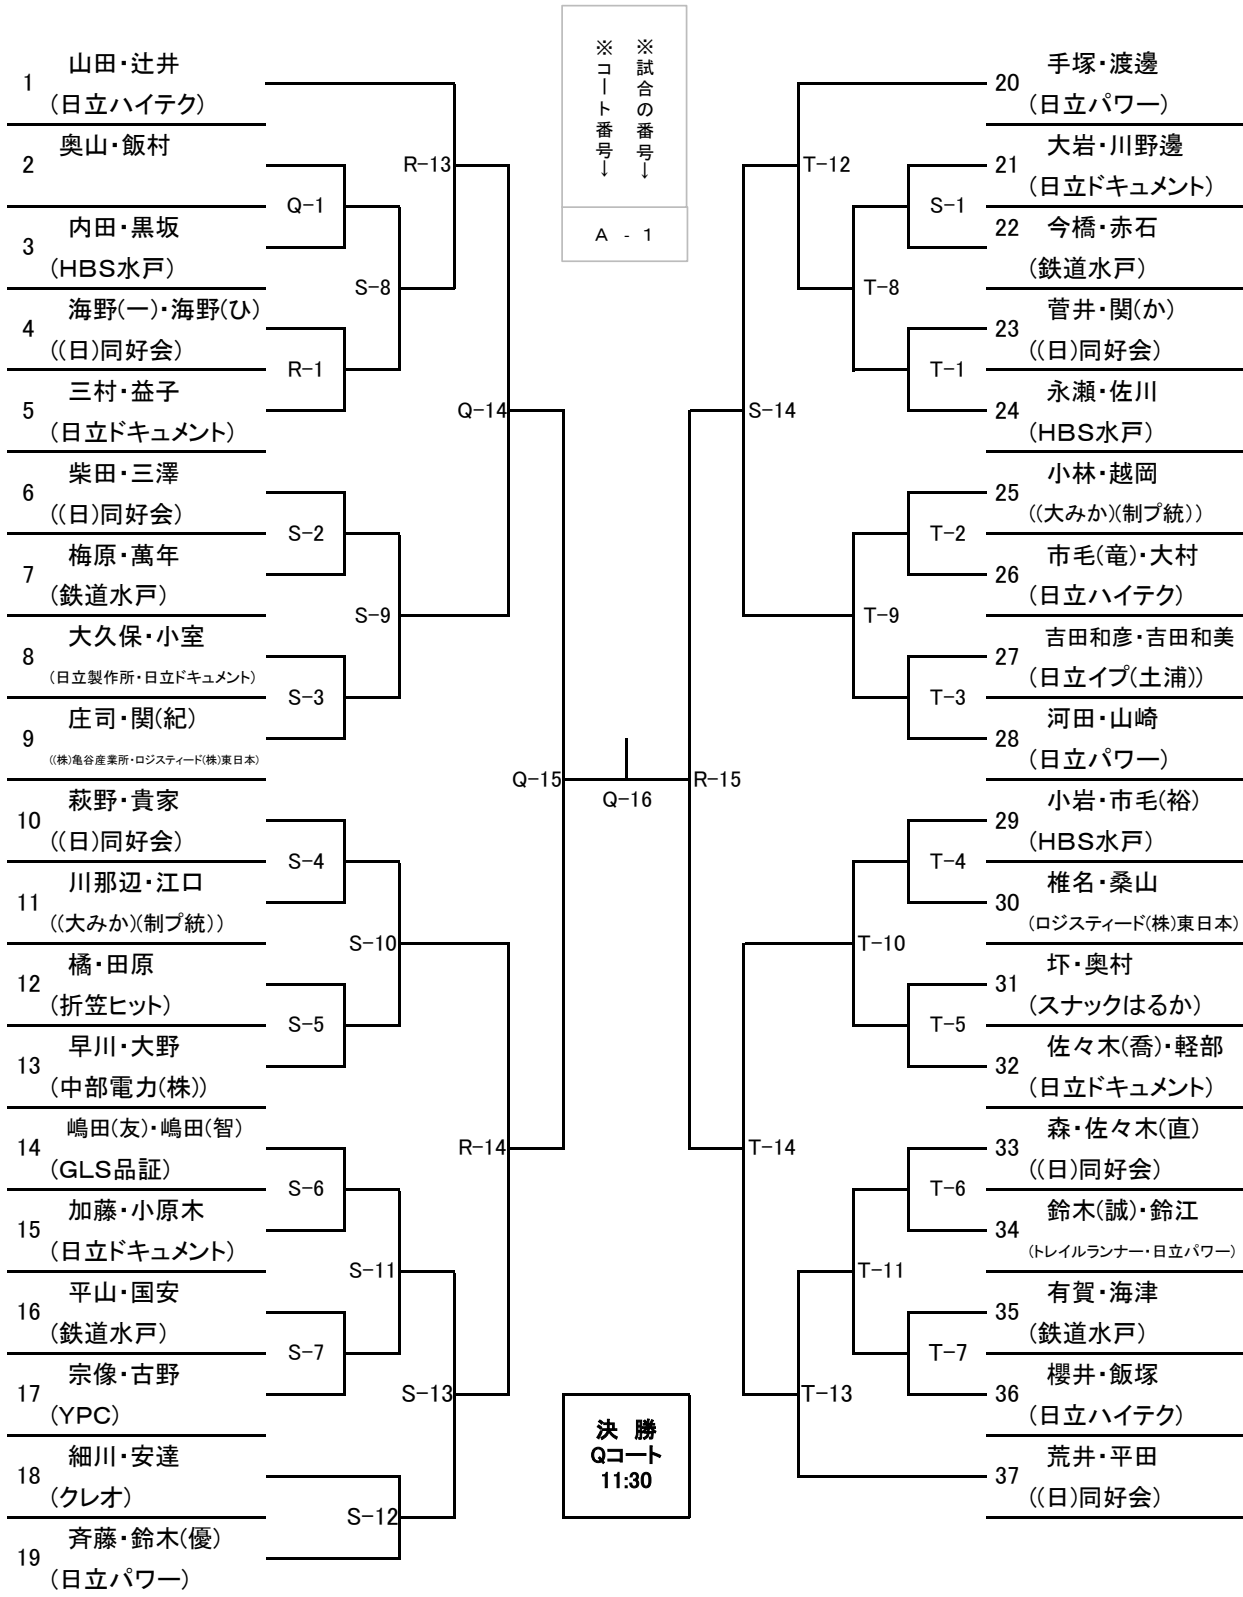 ※試合の番号→
※コート番号→
A - 1
1
山田・辻井
(日立ハイテク)
2
奥山・飯村
3
内田・黒坂
(HBS水戸)
4
海野(一)・海野(ひ)
((日)同好会)
5
三村・益子
(日立ドキュメント)
6
柴田・三澤
((日)同好会)
7
梅原・萬年
(鉄道水戸)
8
大久保・小室
(日立製作所・日立ドキュメント)
9
庄司・関(紀)
((株)亀谷産業所・ロジスティード(株)東日本)
10
萩野・貴家
((日)同好会)
11
川那辺・江口
((大みか)(制プ統))
12
橘・田原
(折笠ヒット)
13
早川・大野
(中部電力(株))
14
嶋田(友)・嶋田(智)
(GLS品証)
15
加藤・小原木
(日立ドキュメント)
16
平山・国安
(鉄道水戸)
17
宗像・古野
(YPC)
18
細川・安達
(クレオ)
19
斉藤・鈴木(優)
(日立パワー)
Q-1
R-1
S-2
S-3
S-4
S-5
S-6
S-7
S-8
S-9
S-10
S-11
S-12
R-13
S-13
Q-14
R-14
Q-15
Q-16
R-15
S-14
T-14
T-12
T-13
T-8
T-9
T-10
T-11
S-1
T-1
T-2
T-3
T-4
T-5
T-6
T-7
20
手塚・渡邊
(日立パワー)
21
大岩・川野邊
(日立ドキュメント)
22
今橋・赤石
(鉄道水戸)
23
菅井・関(か)
((日)同好会)
24
永瀬・佐川
(HBS水戸)
25
小林・越岡
((大みか)(制プ統))
26
市毛(竜)・大村
(日立ハイテク)
27
吉田和彦・吉田和美
(日立イプ(土浦))
28
河田・山崎
(日立パワー)
29
小岩・市毛(裕)
(HBS水戸)
30
椎名・桑山
(ロジスティード(株)東日本)
31
圷・奥村
(スナックはるか)
32
佐々木(喬)・軽部
(日立ドキュメント)
33
森・佐々木(直)
((日)同好会)
34
鈴木(誠)・鈴江
(トレイルランナー・日立パワー)
35
有賀・海津
(鉄道水戸)
36
櫻井・飯塚
(日立ハイテク)
37
荒井・平田
((日)同好会)
決 勝
Qコート
11:30